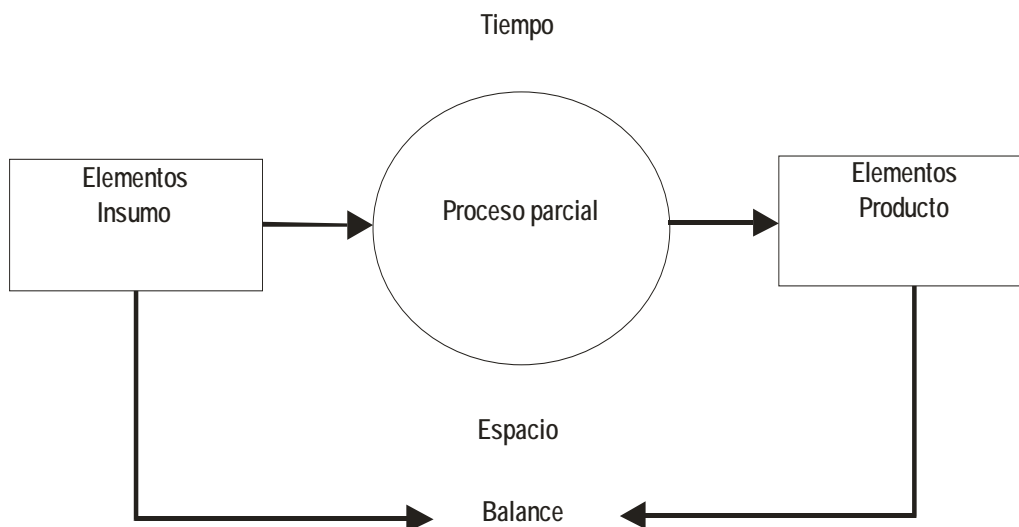 Tiempo
Elementos
Insumo
Proceso parcial
Elementos
Producto
Espacio
Balance